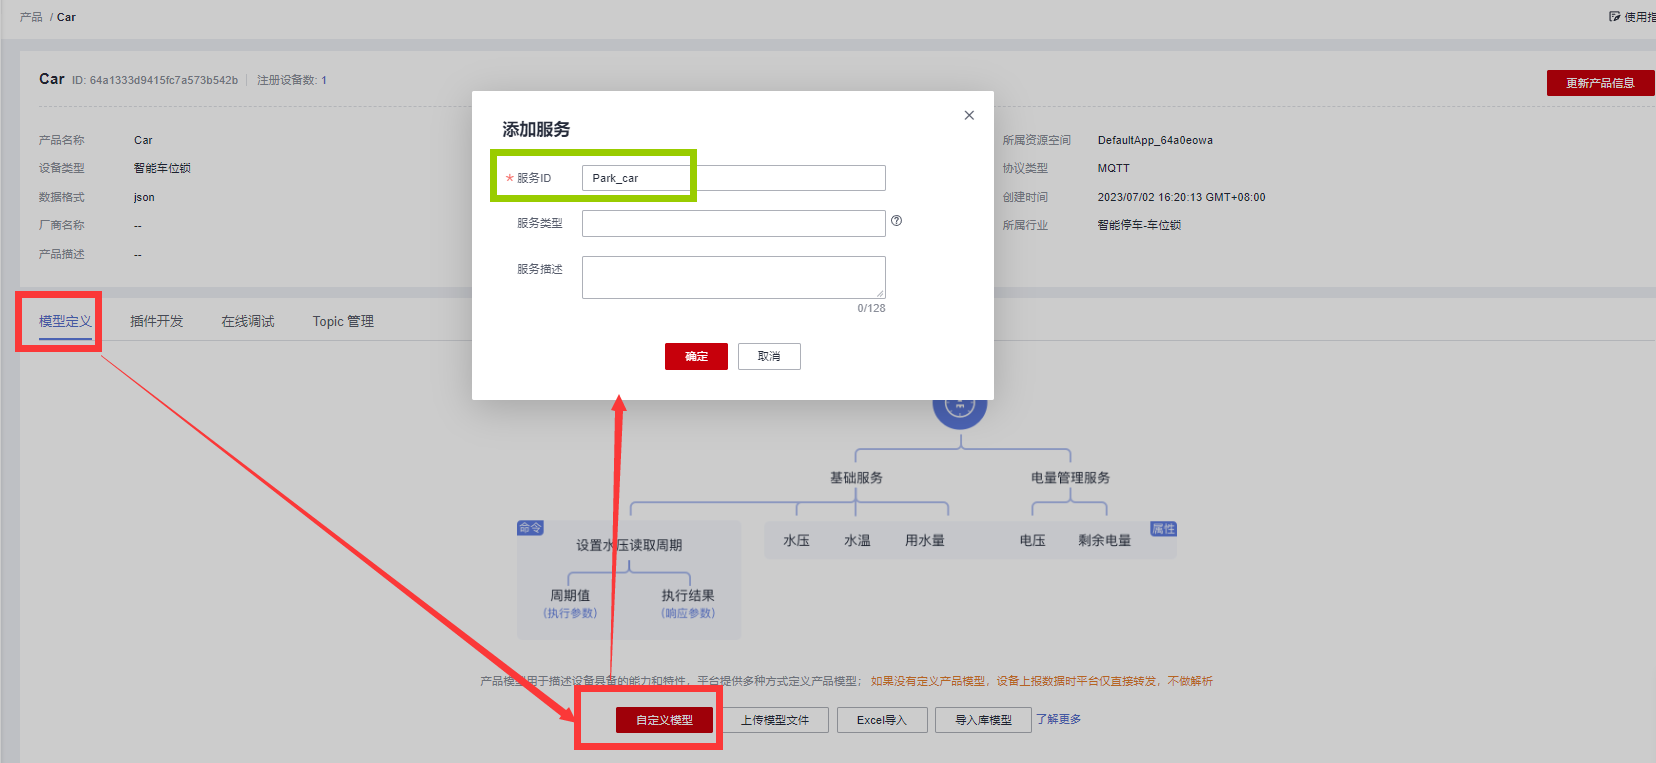 产品 / Car
使用指
Car ID: 64a1333d9415fc7a573b542b 注册设备数: 1
更新产品信息
产品名称 Car
设备类型 智能车位锁
数据格式 json
厂商名称 --
产品描述 --
所属资源空间 DefaultApp_64a0eowa
协议类型 MQTT
创建时间 2023/07/02 16:20:13 GMT+08:00
所属行业 智能停车-车位锁
添加服务
* 服务ID Park_car
服务类型
服务描述
0/128
确定 取消
模型定义 插件开发 在线调试 Topic 管理
基础服务 电量管理服务
命令 属性
设置水压读取周期 水压 水温 用水量 电压 剩余电量
周期值 执行结果
(执行参数) (响应参数)
产品模型用于描述设备具备的能力和特性，平台提供多种方式定义产品模型； 如果没有定义产品模型，设备上报数据时平台仅直接转发，不做解析
自定义模型 上传模型文件 Excel导入 导入库模型 了解更多